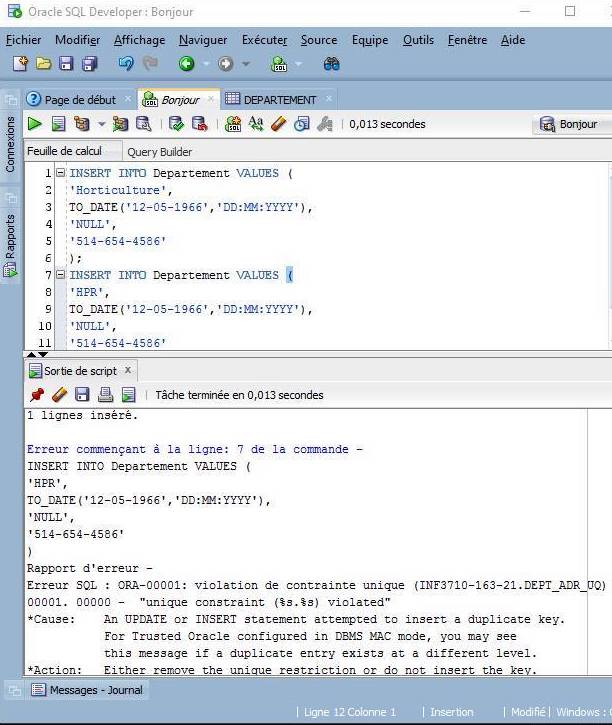 Oracle SQL Developer : Bonjour
Fichier Modifier Affichage Naviguer Exécuter Source Equipe Outils Fenêtre Aide
Page de début Bonjour DEPARTEMENT
0,013 secondes Bonjour
Connexions
Rapports
Feuille de calcul Query Builder
1 INSERT INTO Departement VALUES (
2 'Horticulture',
3 TO_DATE('12-05-1966','DD:MM:YYYY'),
4 'NULL',
5 '514-654-4586'
6 );
7 INSERT INTO Departement VALUES (
8 'HPR',
9 TO_DATE('12-05-1966','DD:MM:YYYY'),
10 'NULL',
11 '514-654-4586'
Sortie de script x
Tâche terminée en 0,013 secondes
1 lignes inséré.
Erreur commençant à la ligne: 7 de la commande -
INSERT INTO Departement VALUES (
'HPR',
TO_DATE('12-05-1966','DD:MM:YYYY'),
'NULL',
'514-654-4586'
)
Rapport d'erreur -
Erreur SQL : ORA-00001: violation de contrainte unique (INF3710-163-21.DEPT_ADR_UQ)
00001. 00000 - "unique constraint (%s.%s) violated"
*Cause: An UPDATE or INSERT statement attempted to insert a duplicate key.
For Trusted Oracle configured in DBMS MAC mode, you may see
this message if a duplicate entry exists at a different level.
*Action: Either remove the unique restriction or do not insert the key.
Messages - Journal
Ligne 12 Colonne 1 | Insertion | Modifié | Windows :